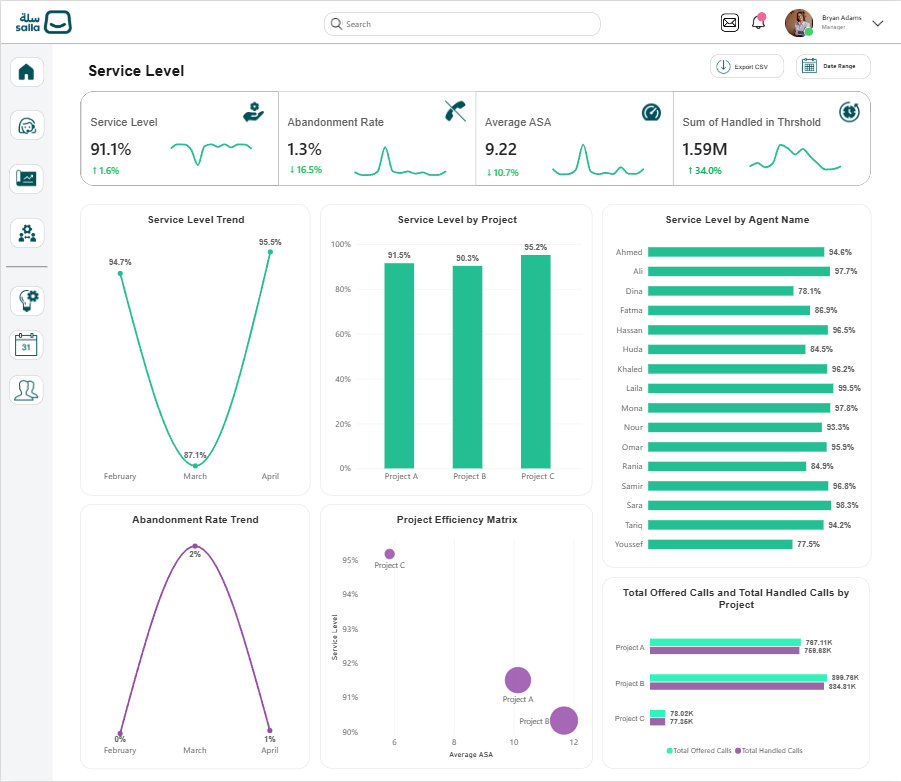 سلة
salla
Search
Bryan Adams
Manager
Service Level
Export CSV
Date Range
Service Level
91.1%
↑ 1.6%
Abandonment Rate
1.3%
↓ 16.5%
Average ASA
9.22
↓ 10.7%
Sum of Handled in Thrshold
1.59M
↑ 34.0%
Service Level Trend
94.7%
95.5%
87.1%
February
March
April
Service Level by Project
100%
80%
60%
40%
20%
0%
91.5%
90.3%
95.2%
Project A
Project B
Project C
Service Level by Agent Name
Ahmed 94.6%
Ali 97.7%
Dina 78.1%
Fatma 86.9%
Hassan 96.5%
Huda 84.5%
Khaled 96.2%
Laila 99.5%
Mona 97.8%
Nour 93.3%
Omar 95.9%
Rania 84.9%
Samir 96.8%
Sara 98.3%
Tariq 94.2%
Youssef 77.5%
31
Abandonment Rate Trend
2%
0%
1%
February
March
April
Project Efficiency Matrix
Service Level
95%
94%
93%
92%
91%
90%
Project C
Project A
Project B
6
8
10
12
Average ASA
Total Offered Calls and Total Handled Calls by
Project
Project A
767.11K
Project B
Project C
78.02K
77.35K
Total Offered Calls
Total Handled Calls